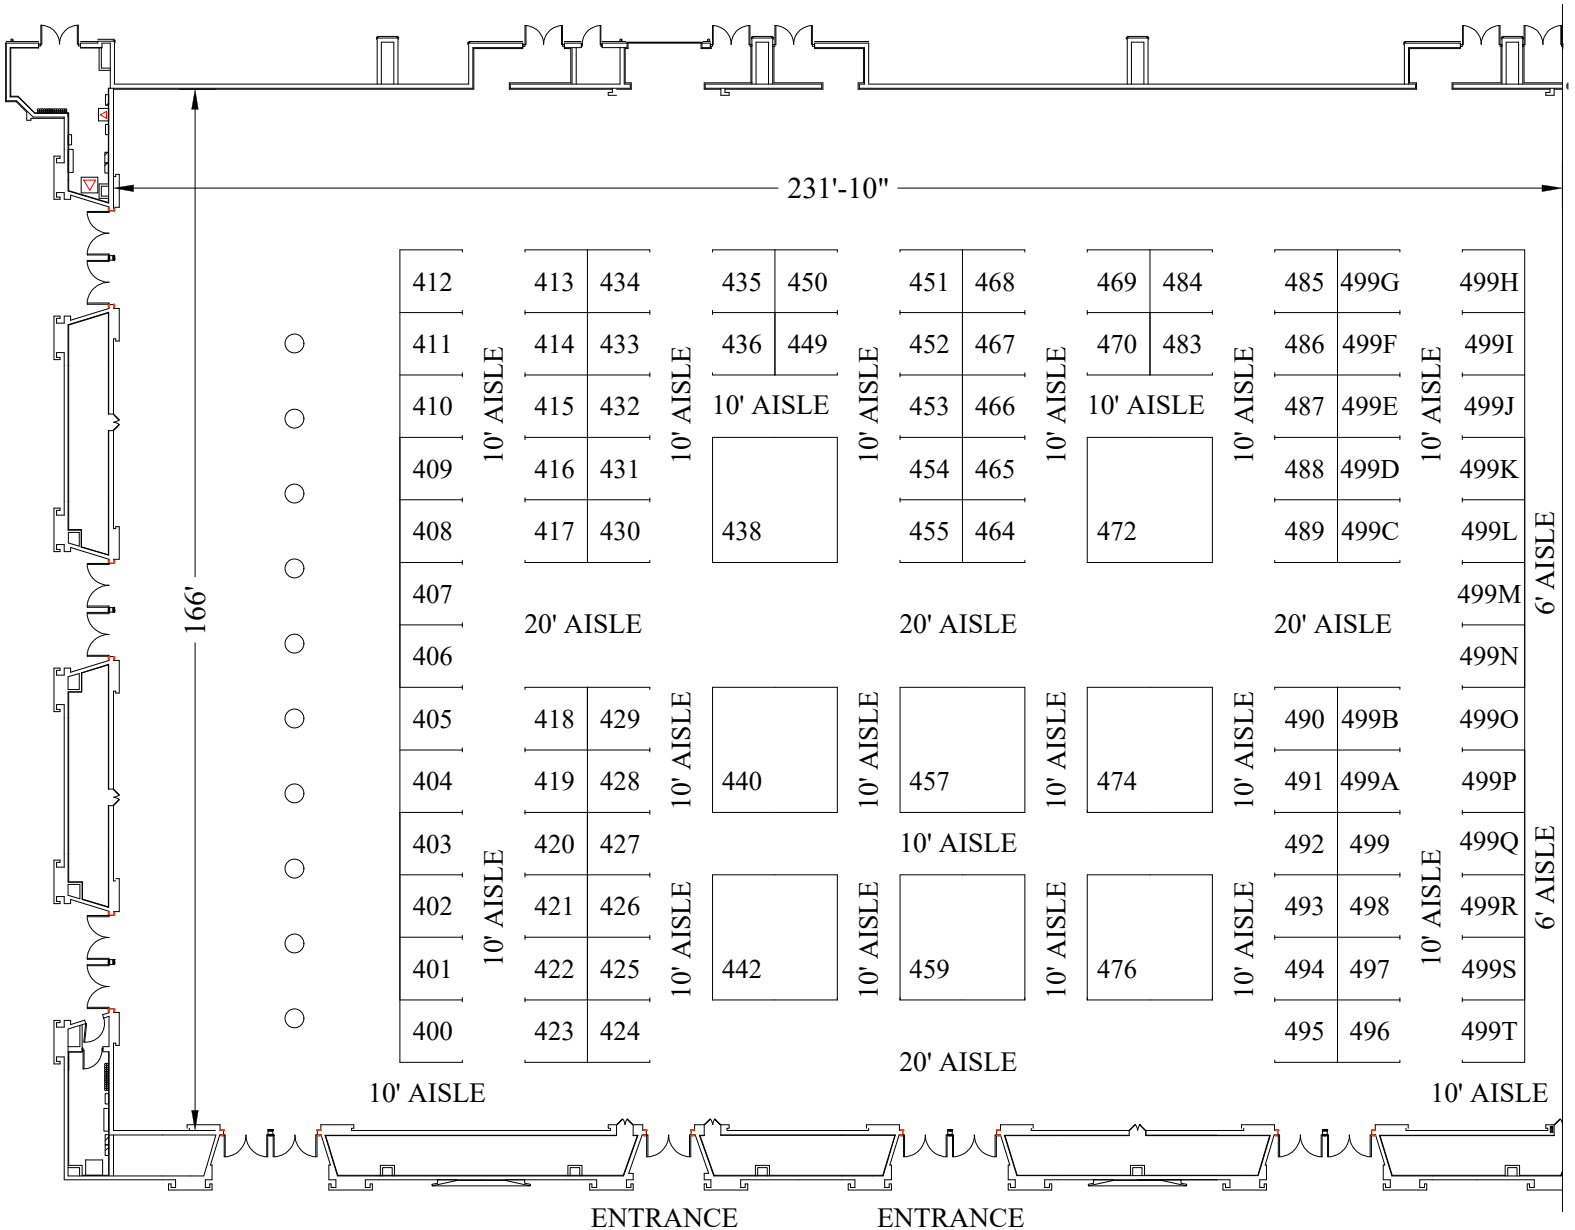 231'-10"
166'
412 413 434 435 450 451 468 469 484 485 499G 499H
411 414 433 436 449 452 467 470 483 486 499F 499I
10' AISLE 10' AISLE 10' AISLE 10' AISLE 10' AISLE 10' AISLE
410 415 432 10' AISLE 453 466 10' AISLE 487 499E 499J
409 416 431 454 465 488 499D 499K
408 417 430 438 455 464 472 489 499C 499L
6' AISLE
407 499M
20' AISLE 20' AISLE 20' AISLE
406 499N
405 418 429 490 499B 499O
10' AISLE 10' AISLE 10' AISLE 10' AISLE
404 419 428 440 457 474 491 499A 499P
403 420 427 10' AISLE 492 499 499Q
10' AISLE 10' AISLE 6' AISLE
402 421 426 493 498 499R
10' AISLE 10' AISLE 10' AISLE 10' AISLE
401 422 425 442 459 476 494 497 499S
400 423 424 495 496 499T
20' AISLE
10' AISLE 10' AISLE
ENTRANCE ENTRANCE